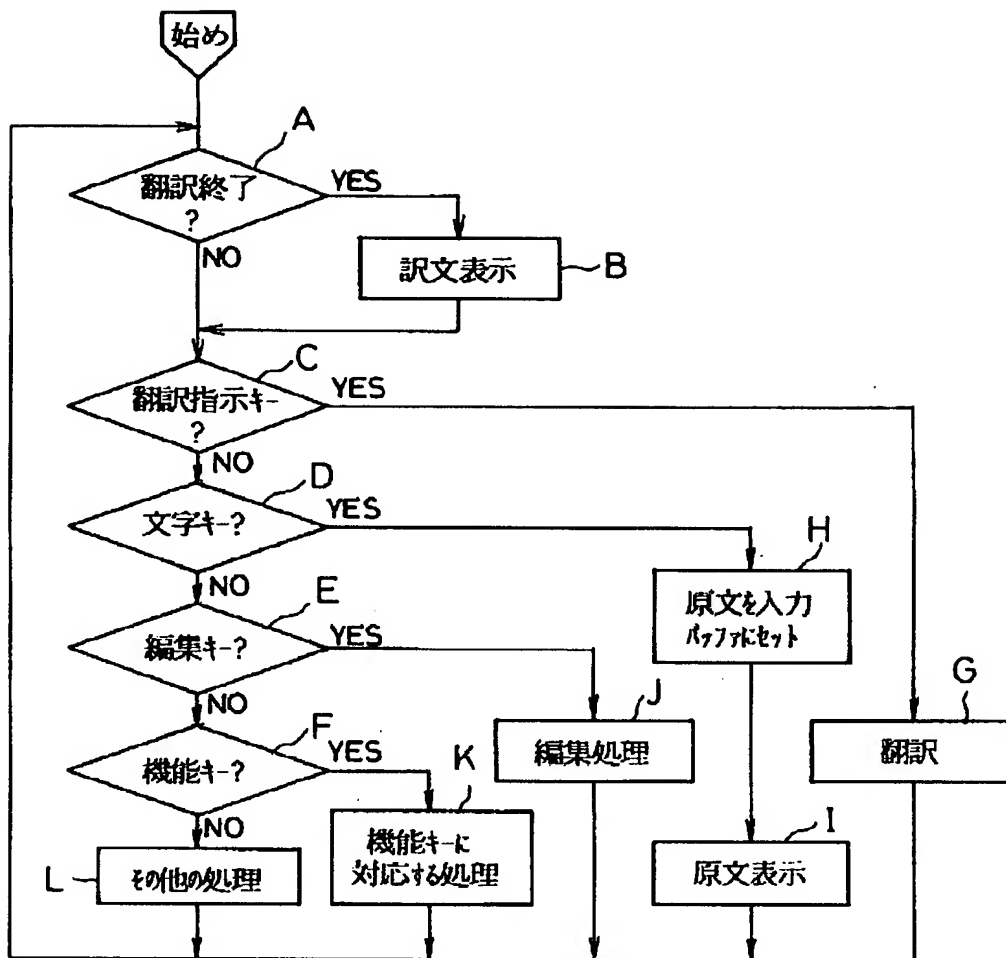 始め
A
翻訳終了
?
YES
NO
訳文表示
B
C
翻訳指示キー
?
YES
NO
D
文字キー?
YES
NO
H
原文を入力
バッファにセット
E
編集キー?
YES
NO
G
翻訳
J
編集処理
F
機能キー?
YES
NO
K
機能キーに
対応する処理
I
原文表示
L
その他の処理